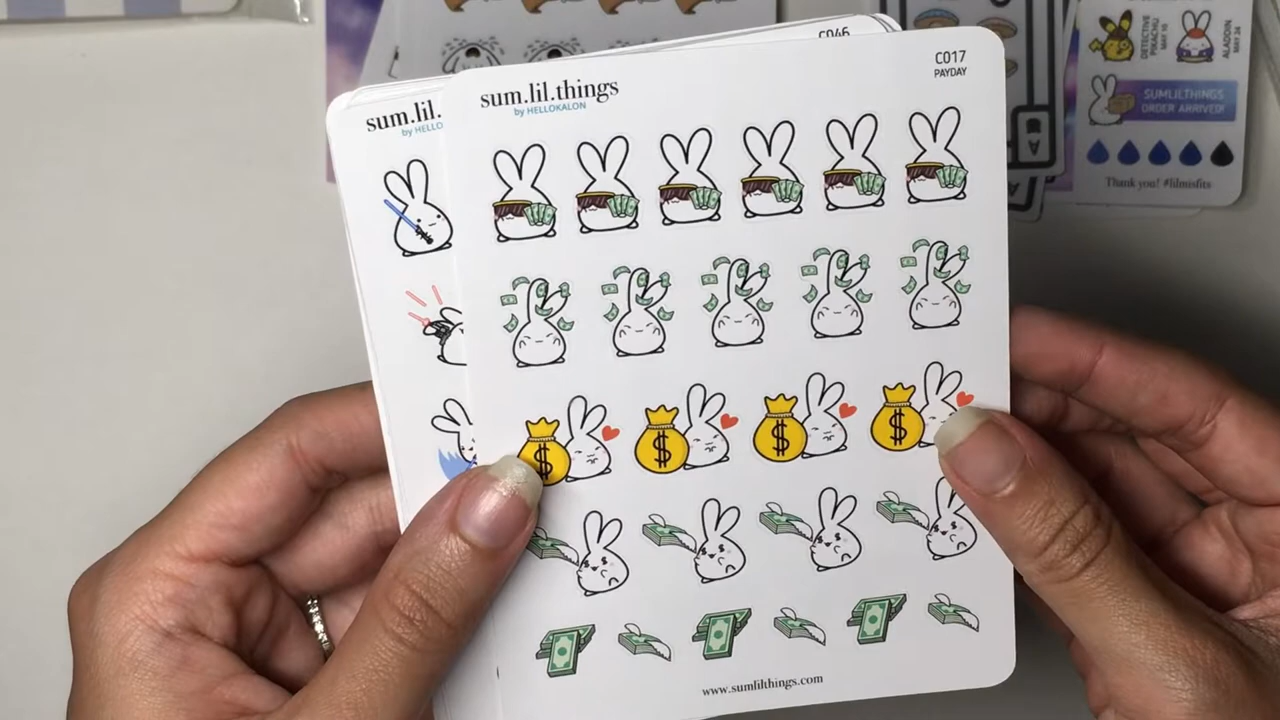 C046
C017
PAYDAY
sum.lil.things
by HELLOKALON
sum.lil.
by HELLO
$ $ $ $
www.sumlilthings.com
DETECTIVE
PIKACHU
MAY 10
ALADDIN
MAY 24
SUMLILTHINGS
ORDER ARRIVED!
Thank you! #lilmisfits